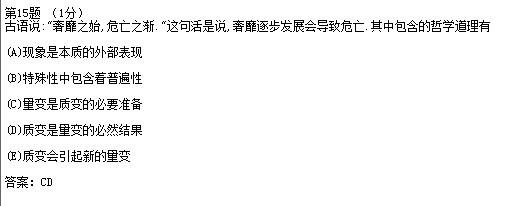 第15题 (1分)
古语说:"奢靡之始,危亡之渐."这句活是说,奢靡逐步发展会导致危亡.其中包含的哲学道理有
(A)现象是本质的外部表现
(B)特殊性中包含着普遍性
(C)量变是质变的必要准备
(D)质变是量变的必然结果
(E)质变会引起新的量变
答案: CD